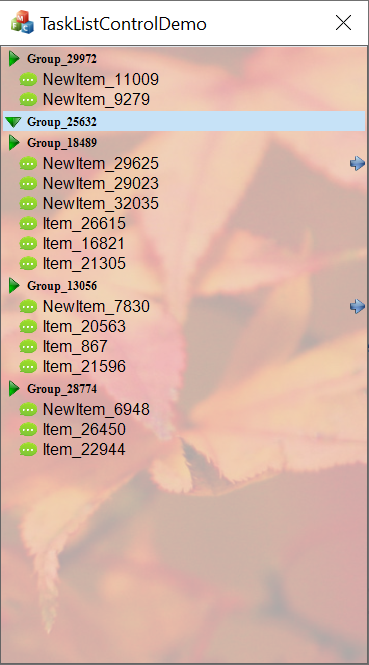 TaskListControlDemo
Group_29972
NewItem_11009
NewItem_9279
Group_25632
Group_18489
NewItem_29625
NewItem_29023
NewItem_32035
Item_26615
Item_16821
Item_21305
Group_13056
NewItem_7830
Item_20563
Item_867
Item_21596
Group_28774
NewItem_6948
Item_26450
Item_22944